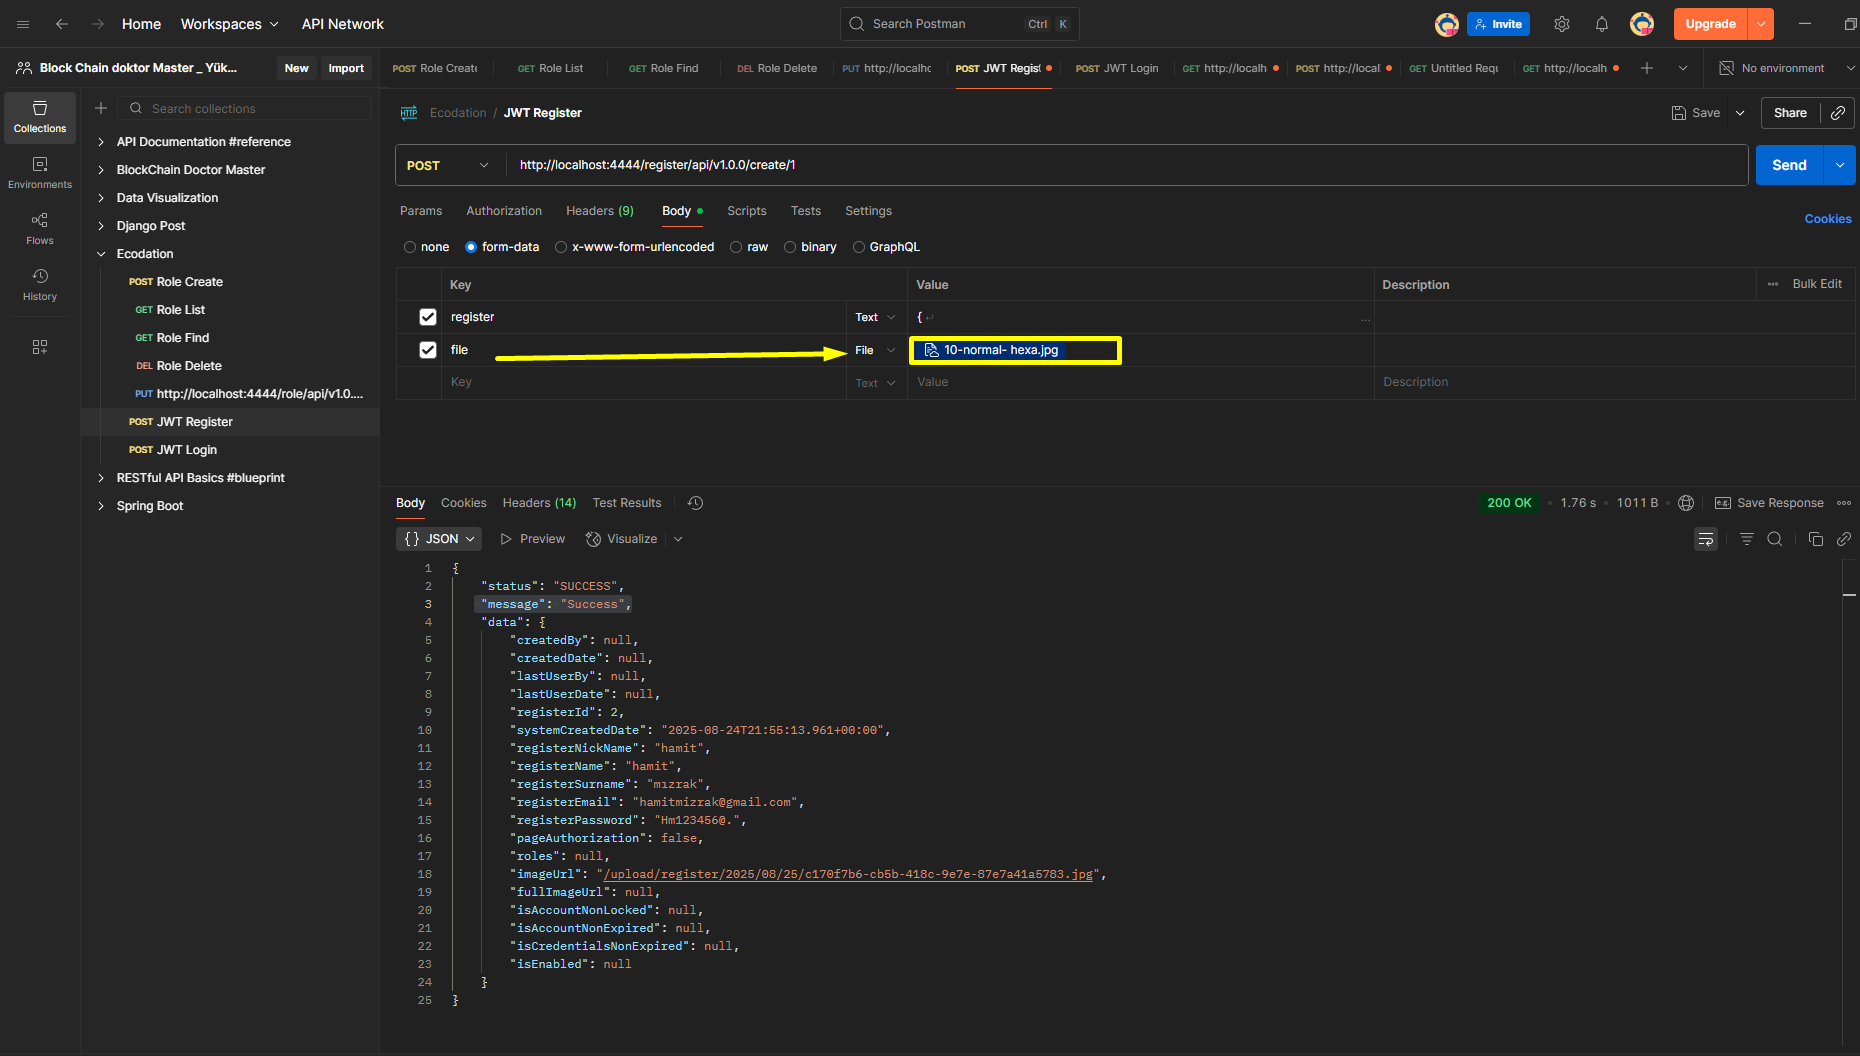 Home Workspaces API Network Search Postman Ctrl K Invite Upgrade
Block Chain doktor Master _ Yük... New Import
POST Role Create GET Role List GET Role Find DEL Role Delete PUT http://localhc POST JWT Regist POST JWT Login GET http://localh POST http://local GET Untitled Requ GET http://localh No environment
Collections
Environments
Flows
History
Search collections
API Documentation #reference
BlockChain Doctor Master
Data Visualization
Django Post
Ecodation
POST Role Create
GET Role List
GET Role Find
DEL Role Delete
PUT http://localhost:4444/role/api/v1.0....
POST JWT Register
POST JWT Login
RESTful API Basics #blueprint
Spring Boot
HTTP Ecodation / JWT Register Save Share
POST http://localhost:4444/register/api/v1.0.0/create/1 Send
Params Authorization Headers (9) Body Scripts Tests Settings Cookies
none form-data x-www-form-urlencoded raw binary GraphQL
Key Value Description ••• Bulk Edit
register Text { ↵ ...
file File 10-normal- hexa.jpg
Key Text Value Description
Body Cookies Headers (14) Test Results 200 OK • 1.76 s • 1011 B • e.g. Save Response •••
{} JSON Preview Visualize
1 {
2 "status": "SUCCESS",
3 "message": "Success",
4 "data": {
5 "createdBy": null,
6 "createdDate": null,
7 "lastUserBy": null,
8 "lastUserDate": null,
9 "registerId": 2,
10 "systemCreatedDate": "2025-08-24T21:55:13.961+00:00",
11 "registerNickName": "hamit",
12 "registerName": "hamit",
13 "registerSurname": "mızrak",
14 "registerEmail": "hamitmizrak@gmail.com",
15 "registerPassword": "Hm123456@.",
16 "pageAuthorization": false,
17 "roles": null,
18 "imageUrl": "/upload/register/2025/08/25/c170f7b6-cb5b-418c-9e7e-87e7a41a5783.jpg",
19 "fullImageUrl": null,
20 "isAccountNonLocked": null,
21 "isAccountNonExpired": null,
22 "isCredentialsNonExpired": null,
23 "isEnabled": null
24 }
25 }